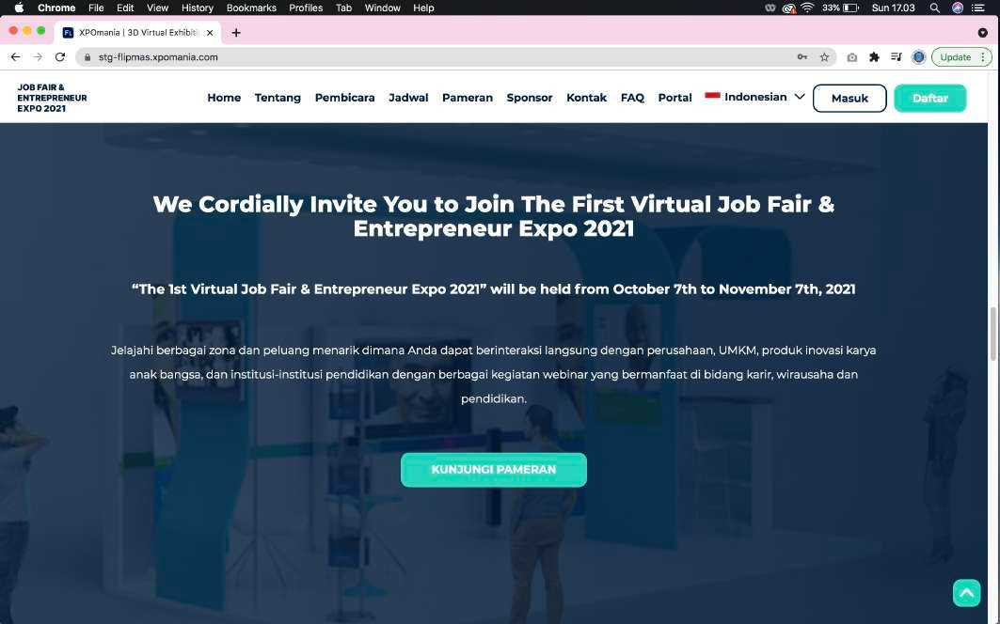 Chrome File Edit View History Bookmarks Profiles Tab Window Help 33% Sun 17.03
XPOmania | 3D Virtual Exhibiti
stg-flipmas.xpomania.com Update
JOB FAIR &
ENTREPRENEUR
EXPO 2021
Home Tentang Pembicara Jadwal Pameran Sponsor Kontak FAQ Portal Indonesian Masuk Daftar
We Cordially Invite You to Join The First Virtual Job Fair &
Entrepreneur Expo 2021
“The 1st Virtual Job Fair & Entrepreneur Expo 2021” will be held from October 7th to November 7th, 2021
Jelajahi berbagai zona dan peluang menarik dimana Anda dapat berinteraksi langsung dengan perusahaan, UMKM, produk inovasi karya
anak bangsa, dan institusi-institusi pendidikan dengan berbagai kegiatan webinar yang bermanfaat di bidang karir, wirausaha dan
pendidikan.
KUNJUNGI PAMERAN